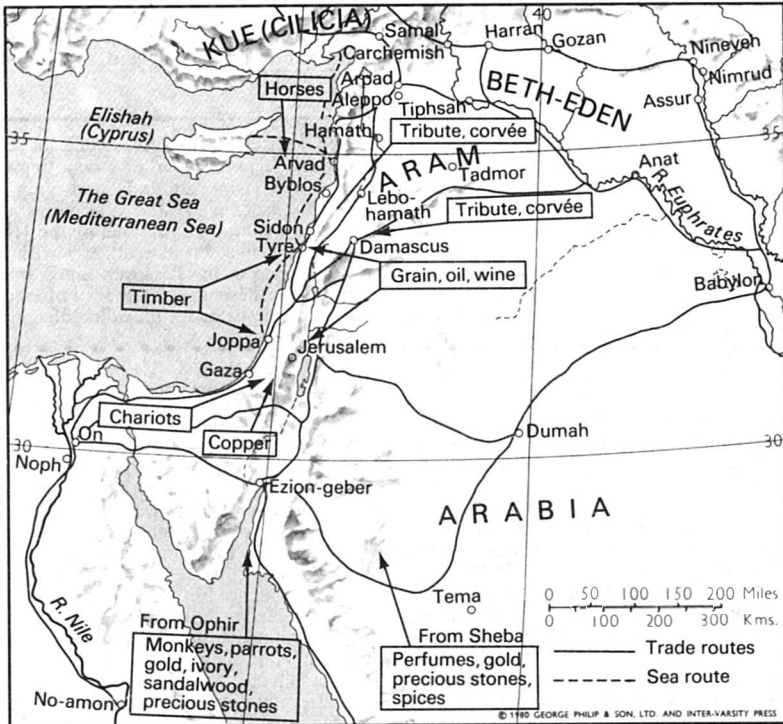 KUE (CILICIA)
Samal
Carchemish
40
Harran
Gozan
Nineveh
Nimrud
Arpad
Aleppo
Tiphsah
BETH-EDEN
Assur
Horses
Elishah
(Cyprus)
35
Hamath
Tribute, corvée
35
Arvad
Byblos
ARAM
Tadmor
Anat
R. Euphrates
The Great Sea
(Mediterranean Sea)
Lebo-
hamath
Tribute, corvée
Sidon
Tyre
Damascus
Grain, oil, wine
Babylon
Timber
Joppa
Jerusalem
Gaza
Chariots
Copper
On
30
Dumah
30
Noph
Ezion-geber
ARABIA
Tema
0 50 100 150 200 Miles
0 100 200 300 Kms.
R. Nile
From Ophir
Monkeys, parrots,
gold, ivory,
sandalwood,
precious stones
From Sheba
Perfumes, gold,
precious stones,
spices
Trade routes
Sea route
No-amon
© 1980 GEORGE PHILIP & SON, LTD. AND INTER-VARSITY PRESS